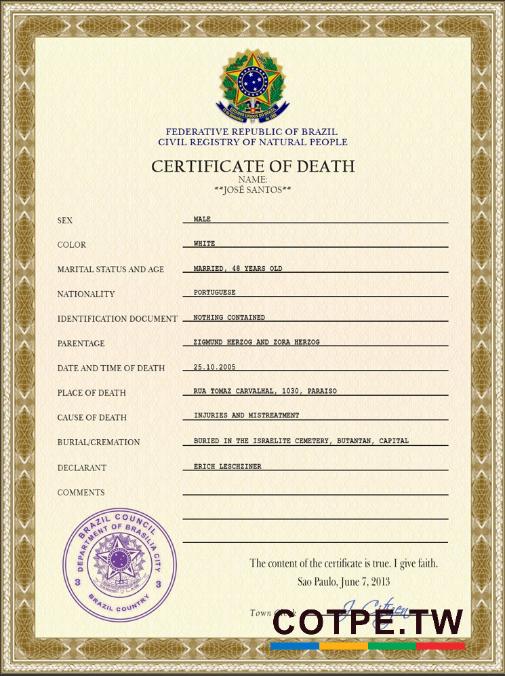 FEDERATIVE REPUBLIC OF BRAZIL
CIVIL REGISTRY OF NATURAL PEOPLE
CERTIFICATE OF DEATH
NAME:
**JOSÉ SANTOS**
SEX MALE
COLOR WHITE
MARITAL STATUS AND AGE MARRIED, 48 YEARS OLD
NATIONALITY PORTUGUESE
IDENTIFICATION DOCUMENT NOTHING CONTAINED
PARENTAGE ZIGMUND HERZOG AND ZORA HERZOG
DATE AND TIME OF DEATH 25.10.2005
PLACE OF DEATH RUA TOMAZ CARVALHAL, 1030, PARAISO
CAUSE OF DEATH INJURIES AND MISTREATMENT
BURIAL/CREMATION BURIED IN THE ISRAELITE CEMETERY, BUTANTAN, CAPITAL
DECLARANT ERICH LESCHZINER
COMMENTS
BRAZIL COUNCIL
DEPARTMENT OF BRASILIA CITY
3 3
BRAZIL COUNTRY
The content of the certificate is true. I give faith.
Sao Paulo, June 7, 2013
Town
COTPE.TW